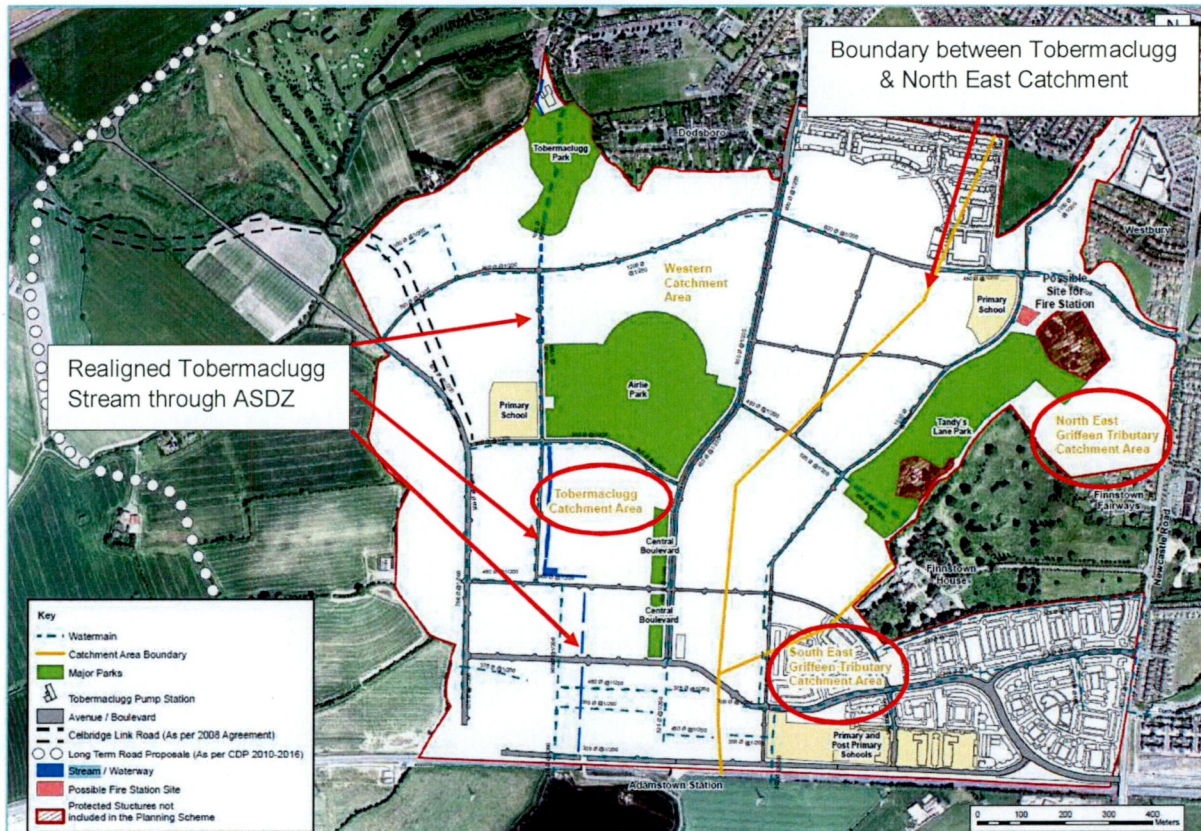 N
Boundary between Tobermaclugg
& North East Catchment
Dodsboro
Tobermaclugg
Park
Westbury
Western
Catchment
Area
Possible
Site for
Fire Station
Primary
School
Realigned Tobermaclugg
Stream through ASDZ
Primary
School
Airlie
Park
Tandy's
Lane Park
North East
Griffeen Tributary
Catchment Area
Finnstown
Fairways
Newcastle Road
Tobermaclugg
Catchment Area
Central
Boulevard
Finnstown
House
Central
Boulevard
South East
Griffeen Tributary
Catchment Area
Primary and
Post Primary
Schools
Adamstown Station
Key
Watermain
Catchment Area Boundary
Major Parks
Tobermaclugg Pump Station
Avenue / Boulevard
Celbridge Link Road (As per 2008 Agreement)
Long Term Road Proposals (As per CDP 2010-2016)
Stream / Waterway
Possible Fire Station Site
Protected Stuctures not
included in the Planning Scheme
0 100 200 300 400
Meters